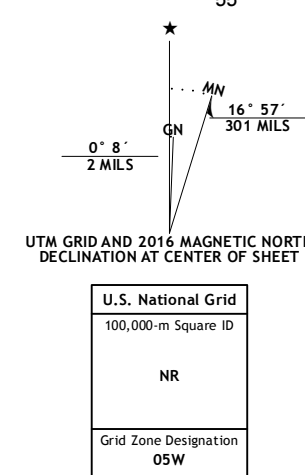 ★
MN
GN
16° 57´
301 MILS
0° 8´
2 MILS
UTM GRID AND 2016 MAGNETIC NORTH
DECLINATION AT CENTER OF SHEET
U.S. National Grid
100,000-m Square ID
NR
Grid Zone Designation
05W